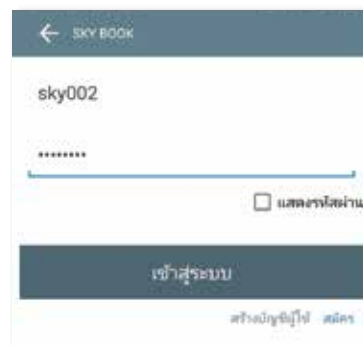 SKY BOOK
sky002
••••••••
แสดงรหัสผ่าน
เข้าสู่ระบบ
สร้างบัญชีผู้ใช้ สมัคร